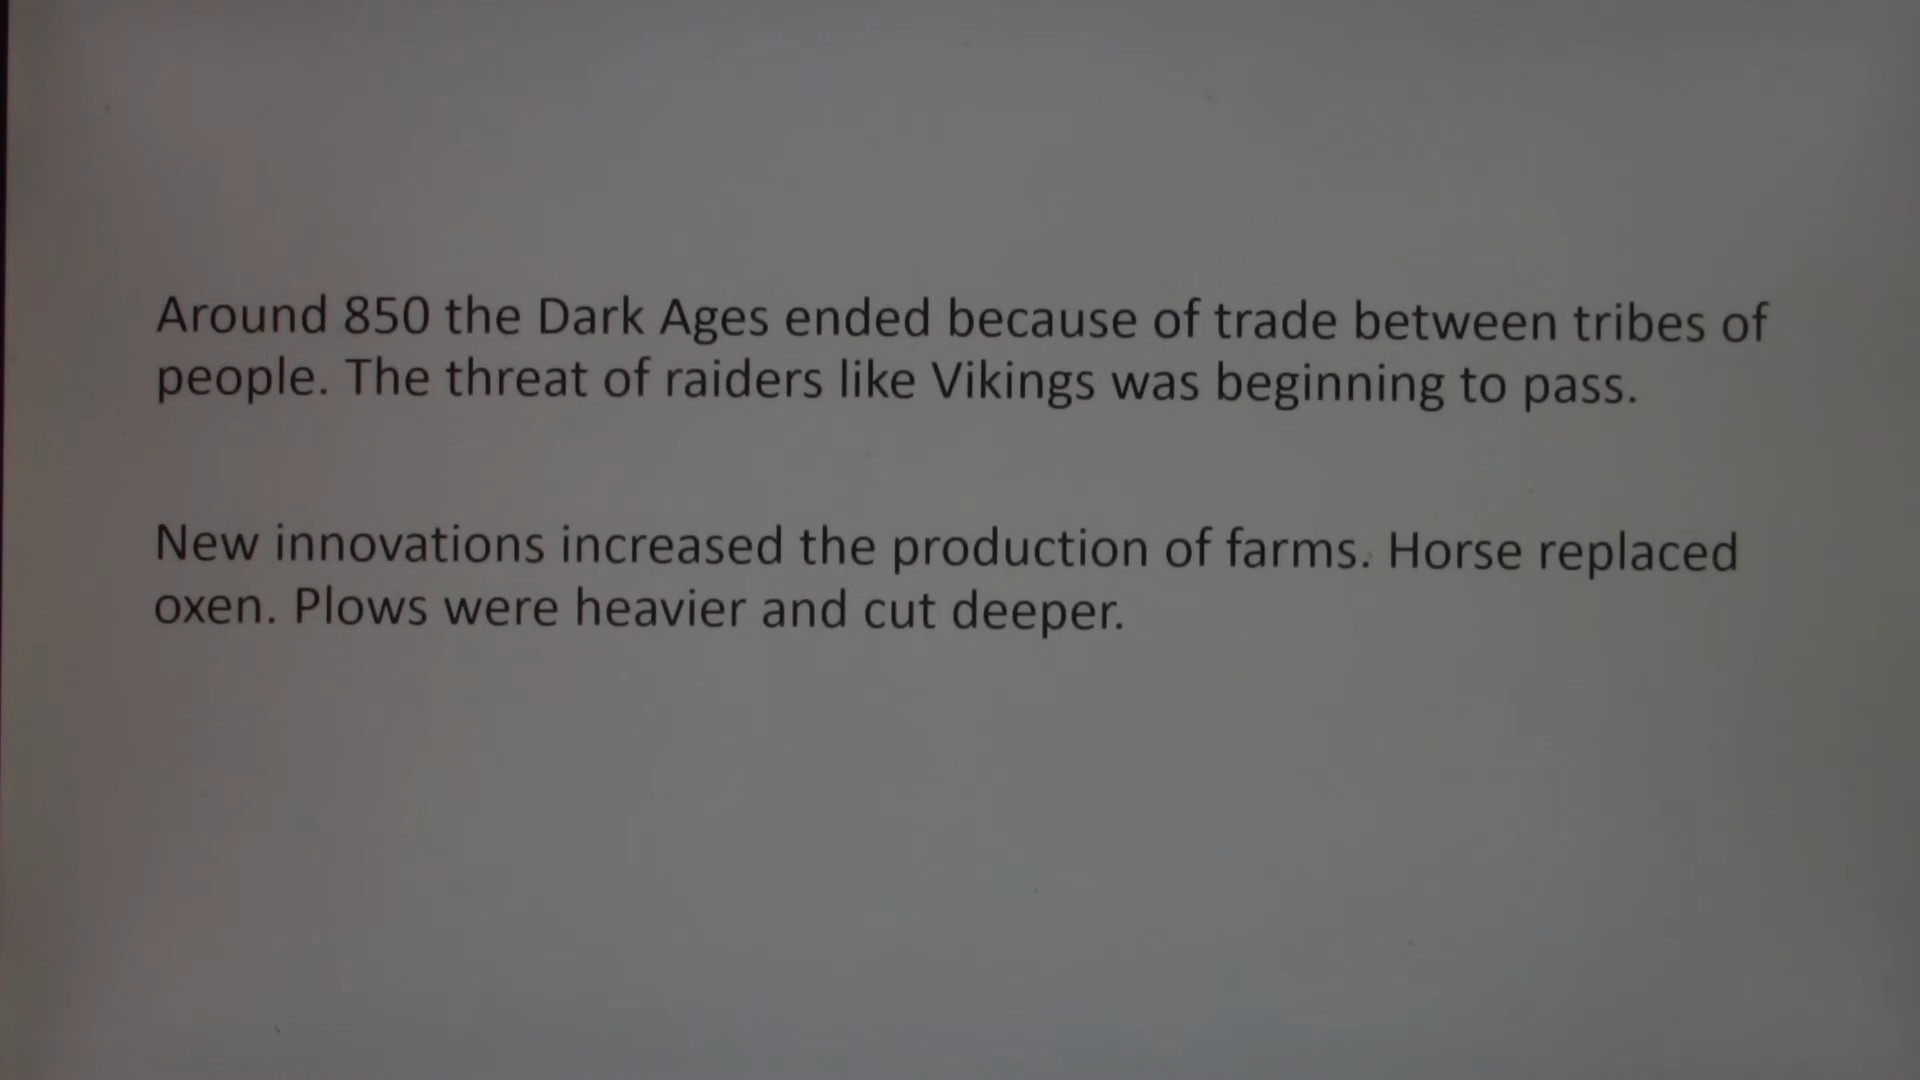 Around 850 the Dark Ages ended because of trade between tribes of
people. The threat of raiders like Vikings was beginning to pass.
New innovations increased the production of farms. Horse replaced
oxen. Plows were heavier and cut deeper.